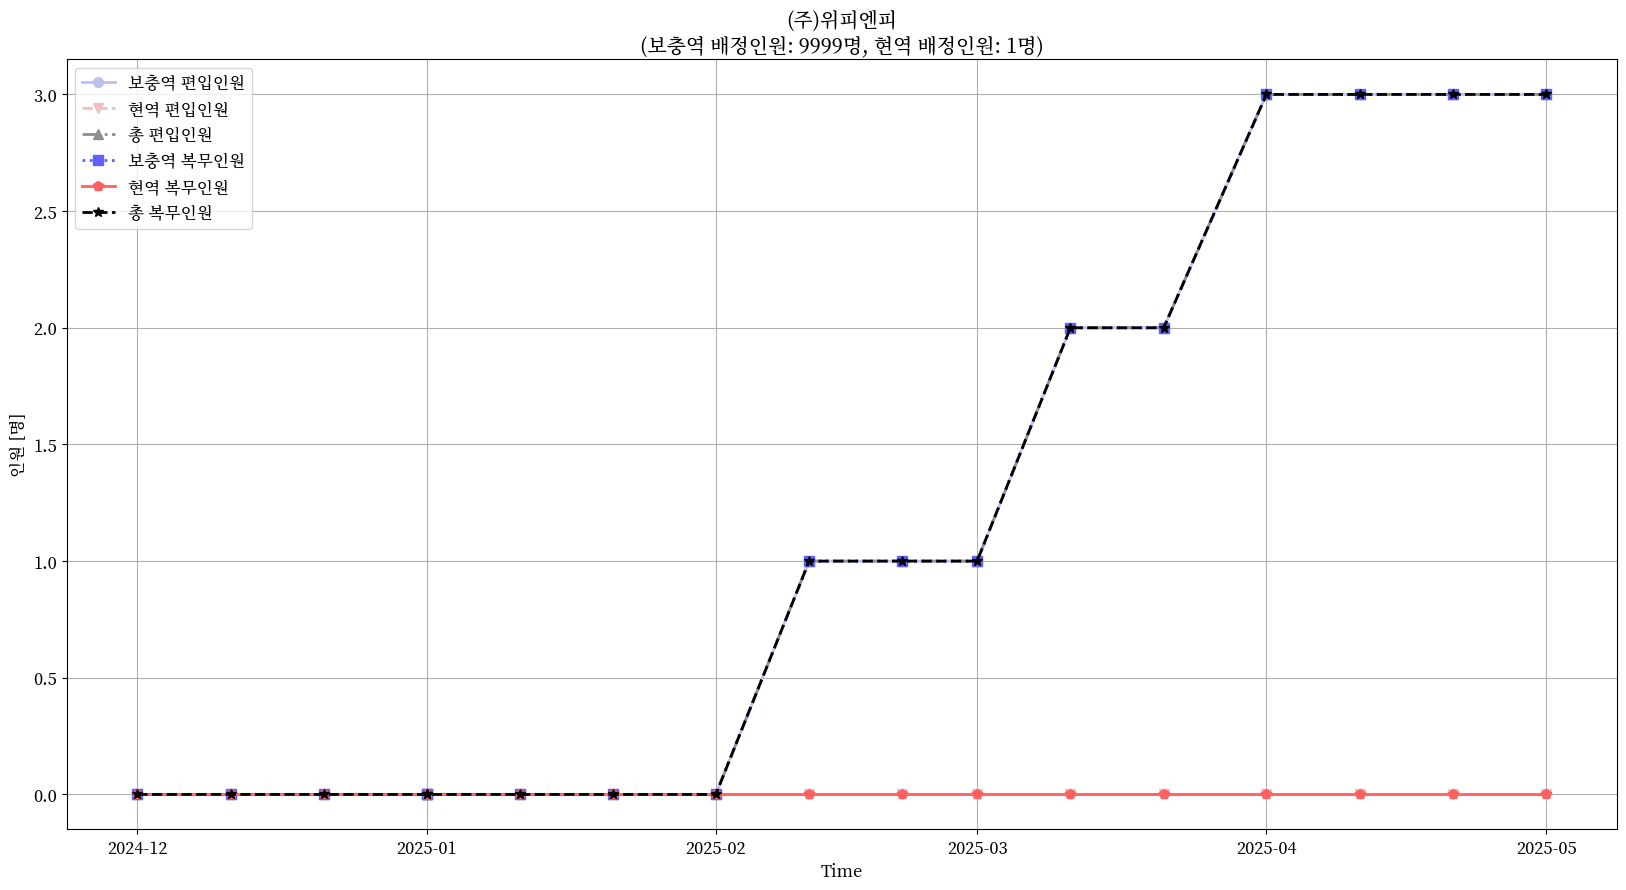 (주)위피엔피
(보충역 배정인원: 9999명, 현역 배정인원: 1명)
보충역 편입인원
현역 편입인원
총 편입인원
보충역 복무인원
현역 복무인원
총 복무인원
3.0
2.5
2.0
1.5
1.0
0.5
0.0
인원 [명]
2024-12
2025-01
2025-02
2025-03
2025-04
2025-05
Time